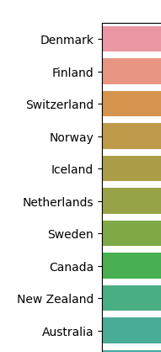 Denmark
Finland
Switzerland
Norway
Iceland
Netherlands
Sweden
Canada
New Zealand
Australia